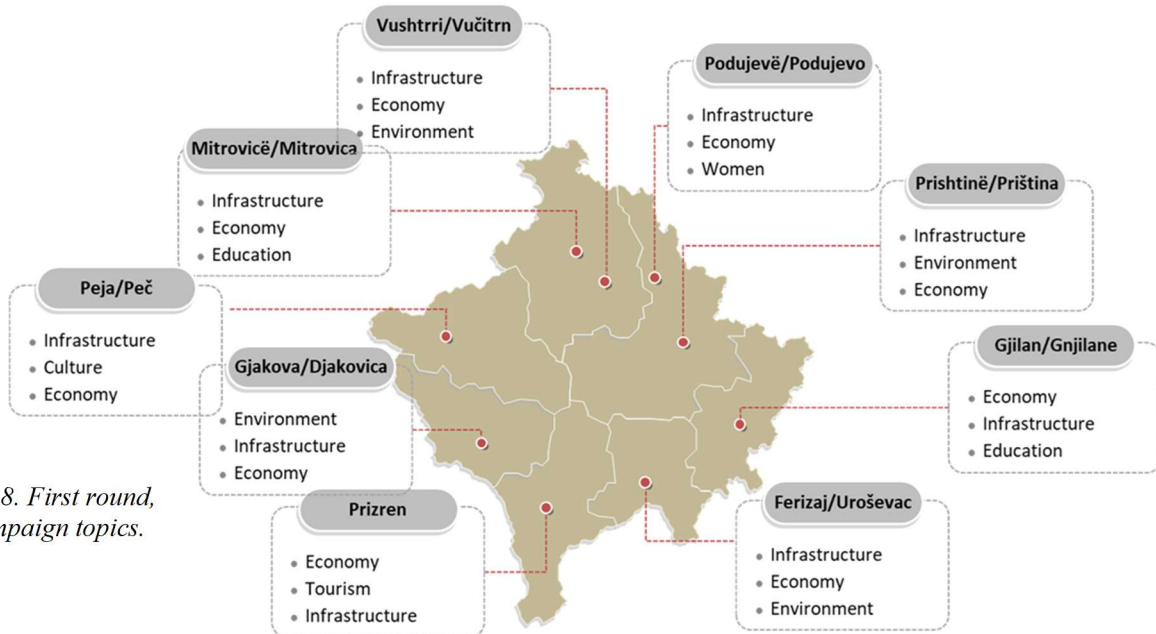 Vushtrri/Vučitrn
Infrastructure
Economy
Environment
Podujevë/Podujevo
Infrastructure
Economy
Women
Mitrovicë/Mitrovica
Infrastructure
Economy
Education
Prishtinë/Priština
Infrastructure
Environment
Economy
Peja/Peč
Infrastructure
Culture
Economy
Gjakova/Djakovica
Environment
Infrastructure
Economy
Gjilan/Gnjilane
Economy
Infrastructure
Education
8. First round,
mpaign topics.
Prizren
Economy
Tourism
Infrastructure
Ferizaj/Uroševac
Infrastructure
Economy
Environment